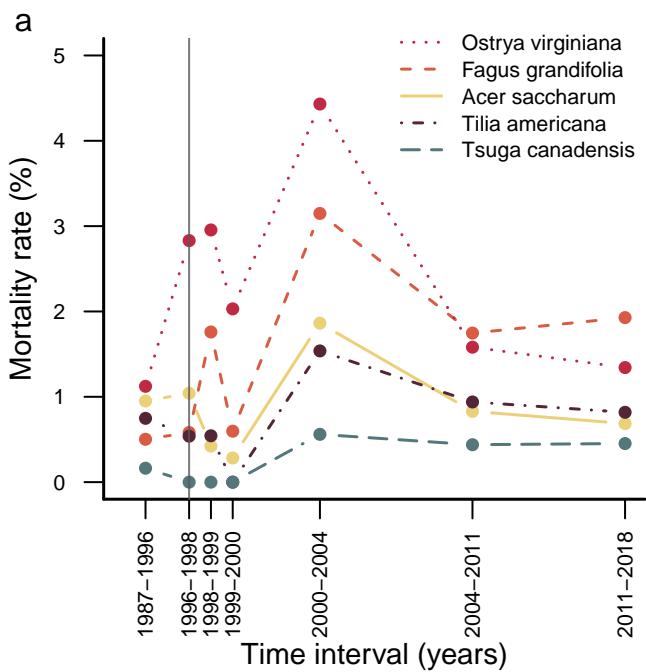 a
Ostrya virginiana
Fagus grandifolia
Acer saccharum
Tilia americana
Tsuga canadensis
Mortality rate (%)
5
4
3
2
1
0
1987−1996
1996−1998
1998−1999
1999−2000
2000−2004
2004−2011
2011−2018
Time interval (years)